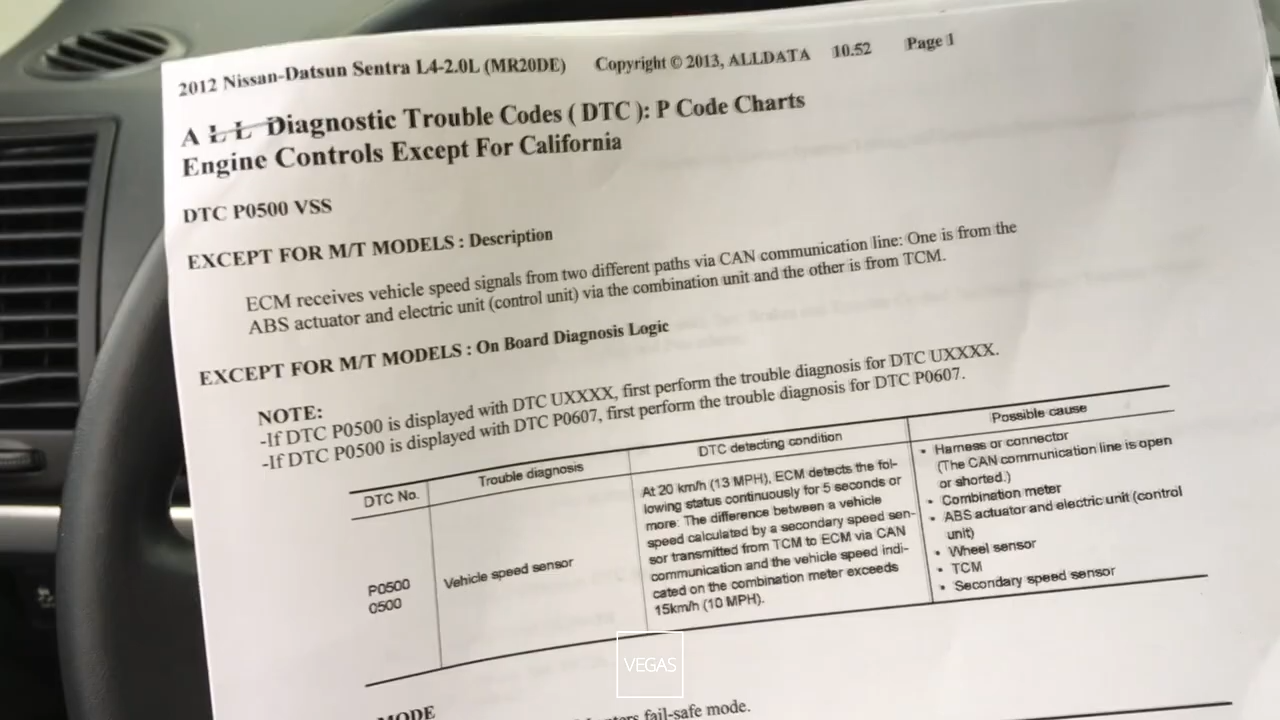 2012 Nissan-Datsun Sentra L4-2.0L (MR20DE) Copyright © 2013, ALLDATA 10.52 Page 1
A L L Diagnostic Trouble Codes ( DTC ): P Code Charts
Engine Controls Except For California
DTC P0500 VSS
EXCEPT FOR M/T MODELS : Description
ECM receives vehicle speed signals from two different paths via CAN communication line: One is from the
ABS actuator and electric unit (control unit) via the combination unit and the other is from TCM.
EXCEPT FOR M/T MODELS : On Board Diagnosis Logic
NOTE:
-If DTC P0500 is displayed with DTC UXXXX, first perform the trouble diagnosis for DTC UXXXX.
-If DTC P0500 is displayed with DTC P0607, first perform the trouble diagnosis for DTC P0607.
DTC No. Trouble diagnosis DTC detecting condition Possible cause
P0500
0500
Vehicle speed sensor
At 20 km/h (13 MPH), ECM detects the fol-
lowing status continuously for 5 seconds or
more: The difference between a vehicle
speed calculated by a secondary speed sen-
sor transmitted from TCM to ECM via CAN
communication and the vehicle speed indi-
cated on the combination meter exceeds
15km/h (10 MPH).
• Harness or connector
(The CAN communication line is open
or shorted.)
• Combination meter
• ABS actuator and electric unit (control
unit)
• Wheel sensor
• TCM
• Secondary speed sensor
MODE
fail-safe mode.
VEGAS